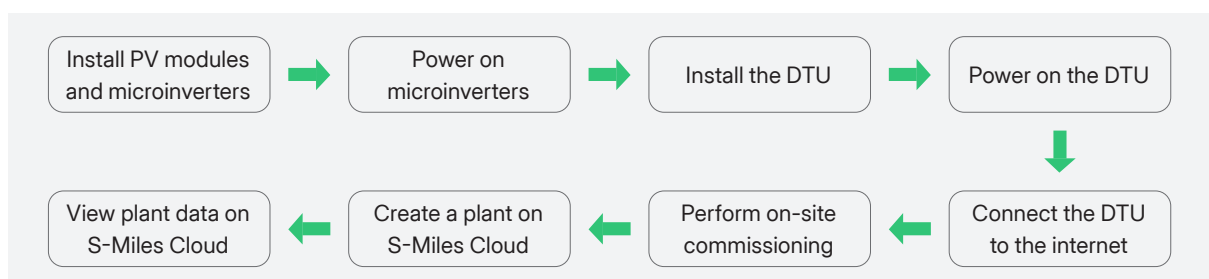 Install PV modules
and microinverters
Power on
microinverters
Install the DTU
Power on the DTU
Connect the DTU
to the internet
Perform on-site
commissioning
Create a plant on
S-Miles Cloud
View plant data on
S-Miles Cloud